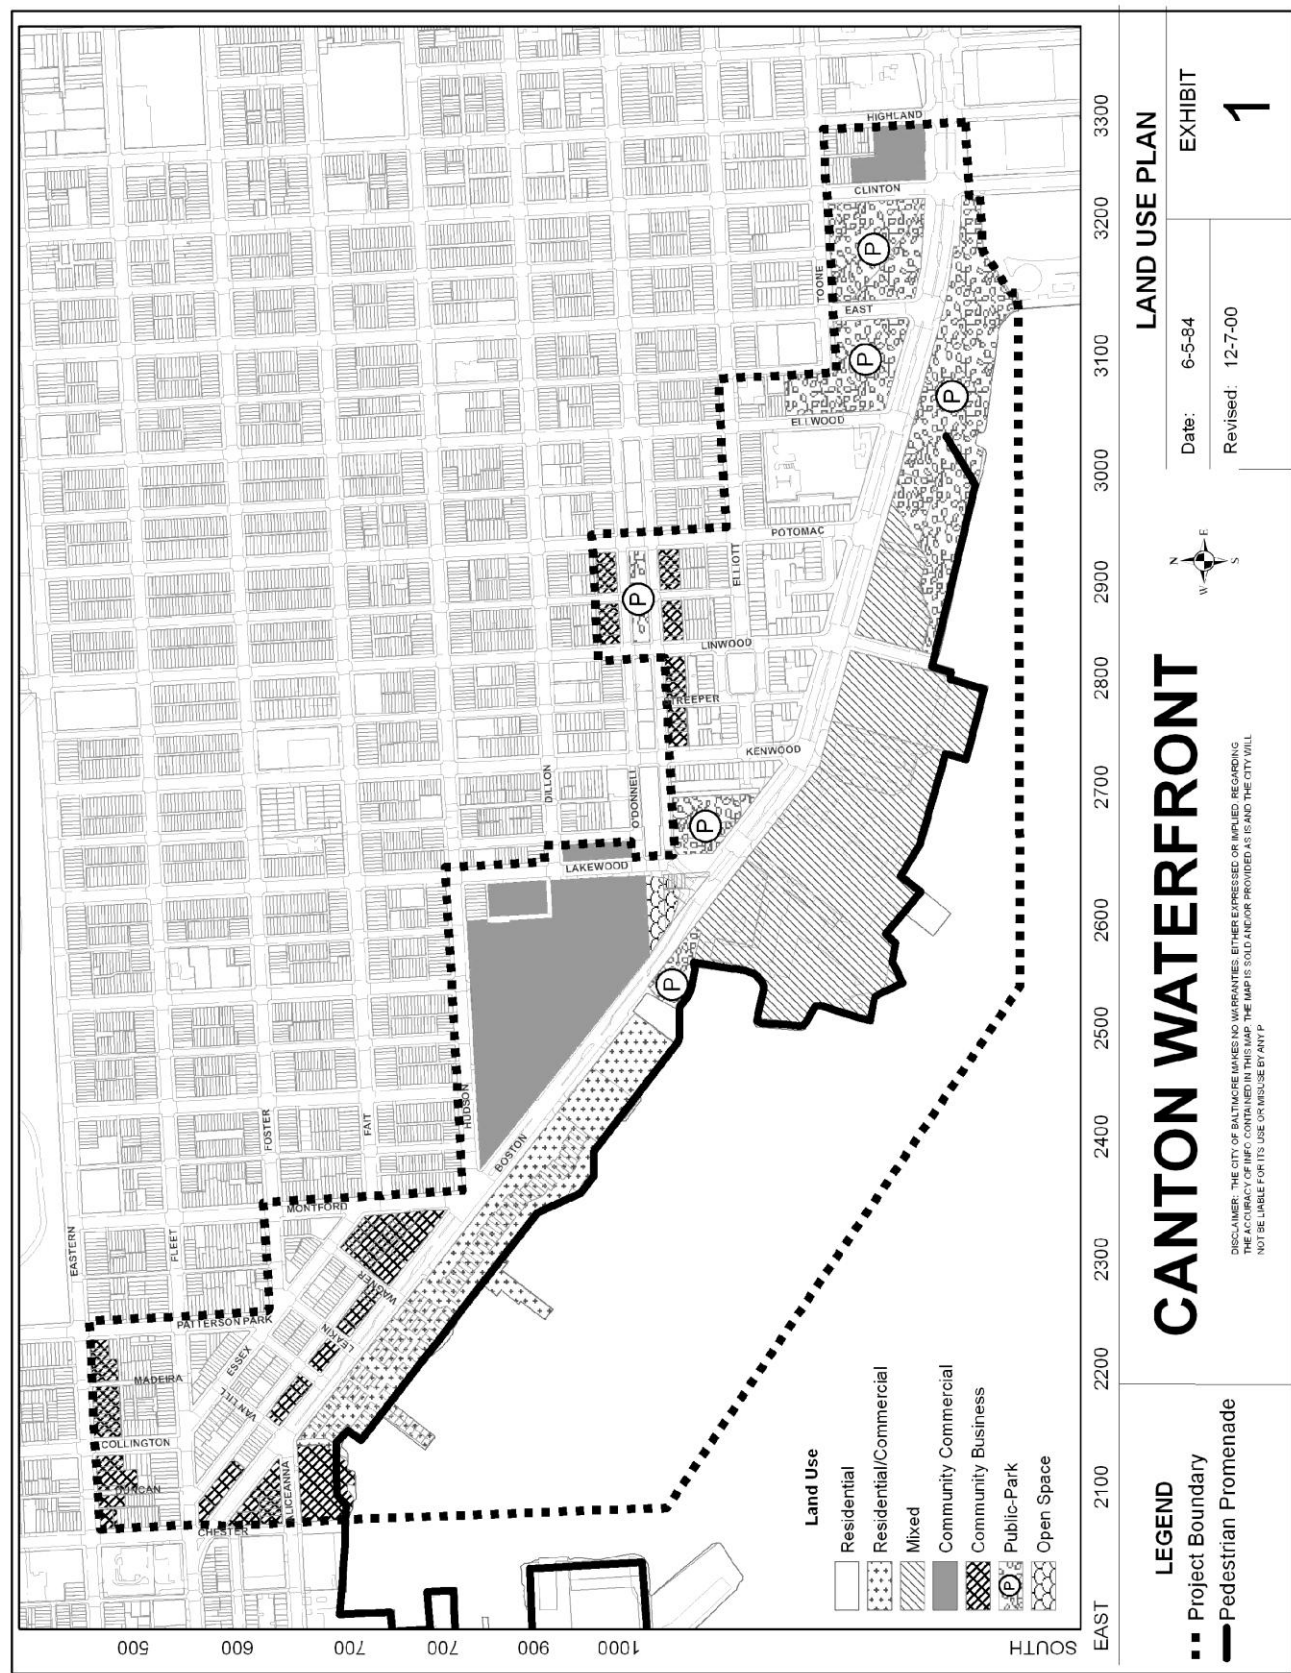 HIGHLAND
CLINTON
TOONE
EAST
ELLWOOD
POTOMAC
ELLIOTT
LINWOOD
STREEPER
KENWOOD
O'DONNELL
DILLON
LAKEWOOD
HUDSON
BOSTON
FAIT
FOSTER
MONTFORD
EASTERN
FLEET
PATTERSON PARK
WAGNER
LEAKIN
ESSEX
VAN LILL
MADEIRA
COLLINGTON
DUNCAN
ALICEANNA
CHESTER
P
P
P
P
P
P
500
600
700
700
900
1000
SOUTH
EAST
2100
2200
2300
2400
2500
2600
2700
2800
2900
3000
3100
3200
3300
Land Use
Residential
Residential/Commercial
Mixed
Community Commercial
Community Business
P Public-Park
Open Space
LEGEND
Project Boundary
Pedestrian Promenade
CANTON WATERFRONT
DISCLAIMER: THE CITY OF BALTIMORE MAKES NO WARRANTIES, EITHER EXPRESSED OR IMPLIED, REGARDING
THE ACCURACY OF INFO CONTAINED IN THIS MAP. THE MAP IS SOLD AND/OR PROVIDED AS IS AND THE CITY WILL
NOT BE LIABLE FOR ITS USE OR MISUSE BY ANY P
N
W E
S
LAND USE PLAN
Date: 6-5-84
Revised: 12-7-00
EXHIBIT
1